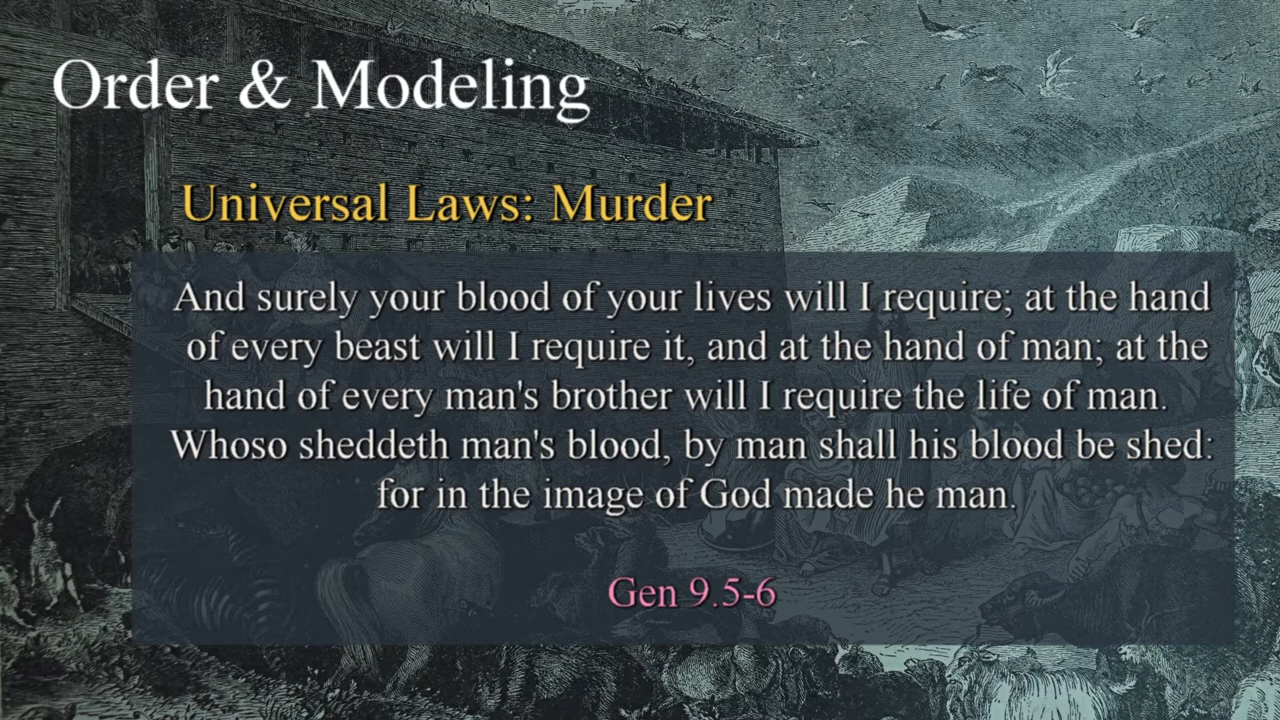 Order & Modeling
Universal Laws: Murder
And surely your blood of your lives will I require; at the hand
of every beast will I require it, and at the hand of man; at the
hand of every man's brother will I require the life of man.
Whoso sheddeth man's blood, by man shall his blood be shed:
for in the image of God made he man.
Gen 9.5-6